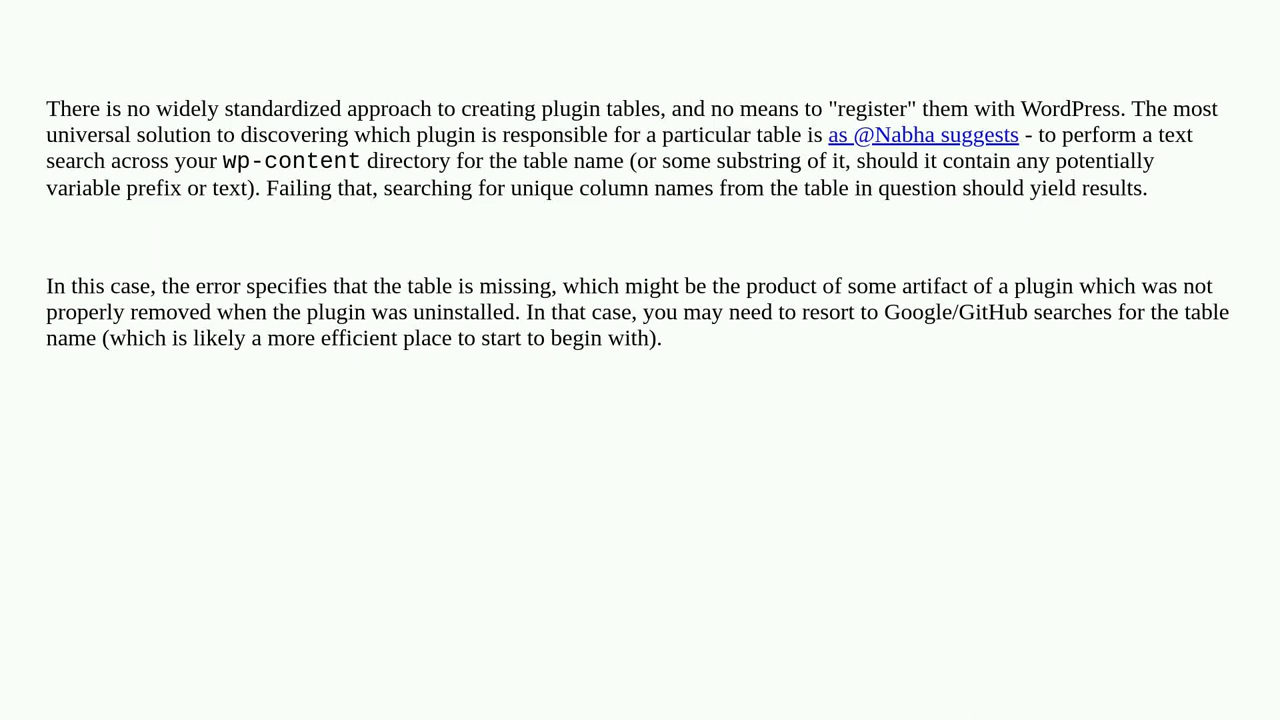 There is no widely standardized approach to creating plugin tables, and no means to "register" them with WordPress. The most
universal solution to discovering which plugin is responsible for a particular table is as @Nabha suggests - to perform a text
search across your wp-content directory for the table name (or some substring of it, should it contain any potentially
variable prefix or text). Failing that, searching for unique column names from the table in question should yield results.
In this case, the error specifies that the table is missing, which might be the product of some artifact of a plugin which was not
properly removed when the plugin was uninstalled. In that case, you may need to resort to Google/GitHub searches for the table
name (which is likely a more efficient place to start to begin with).